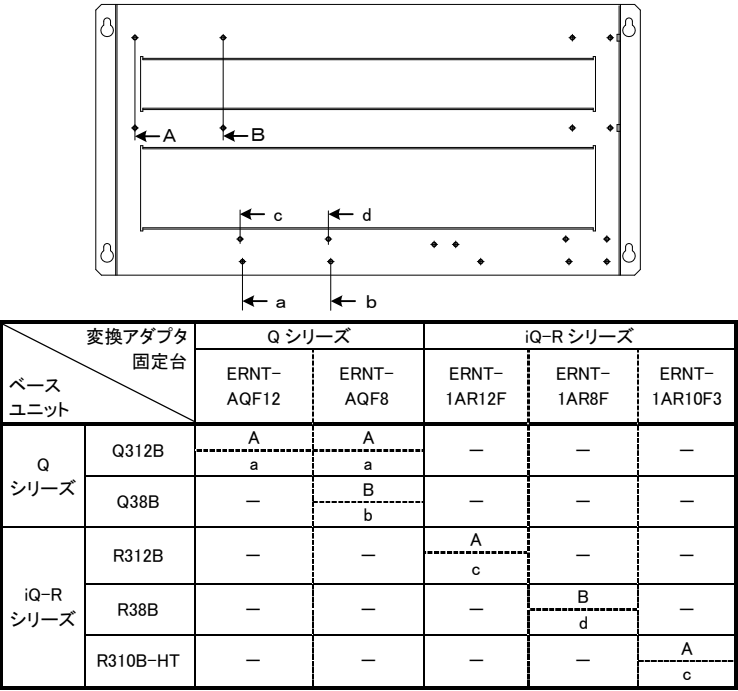 A
B
c
d
a
b
変換アダプタ
固定台
ベース
ユニット
Q シリーズ
iQ-R シリーズ
ERNT-
AQF12
ERNT-
AQF8
ERNT-
1AR12F
ERNT-
1AR8F
ERNT-
1AR10F3
Q
シリーズ
Q312B
A
a
A
a
－
－
－
Q38B
－
B
b
－
－
－
iQ-R
シリーズ
R312B
－
－
A
c
－
－
R38B
－
－
－
B
d
－
R310B-HT
－
－
－
－
A
c